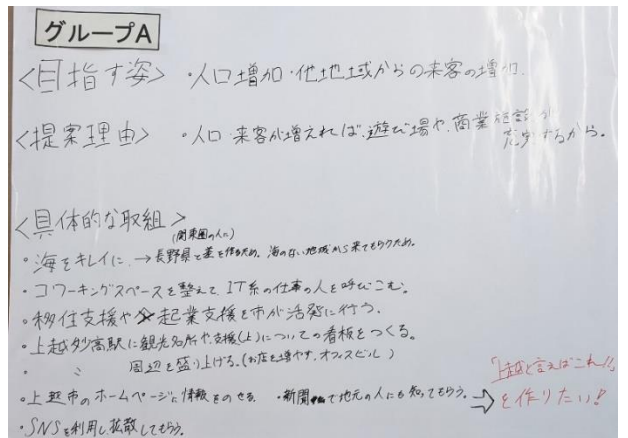 グループA
<目指す姿> ・人口増加・他地域からの来客の増加.
<提案理由> ・人口・来客が増えれば、遊び場や、商業施設が
充実するから。
<具体的な取組>
(関東圏の人に)
・海をキレイに.→長野県と差を作るため。海のない地域から来てもらうため。
・コワーキングスペースを整えて、IT系の仕事の人を呼びこむ。
・移住支援や起業支援を市が活発に行う.
・上越妙高駅に観光名所や支援(上)についての看板をつくる。
・ 〃 周辺を盛り上げる。(お店を増やす.オフィスビル)
・上越市のホームページに情報をのせる. ・新聞で地元の人にも知ってもらう。
⇒ 「上越と言えばこれ!!」
を作りたい!
・SNSを利用し拡散してもらう。